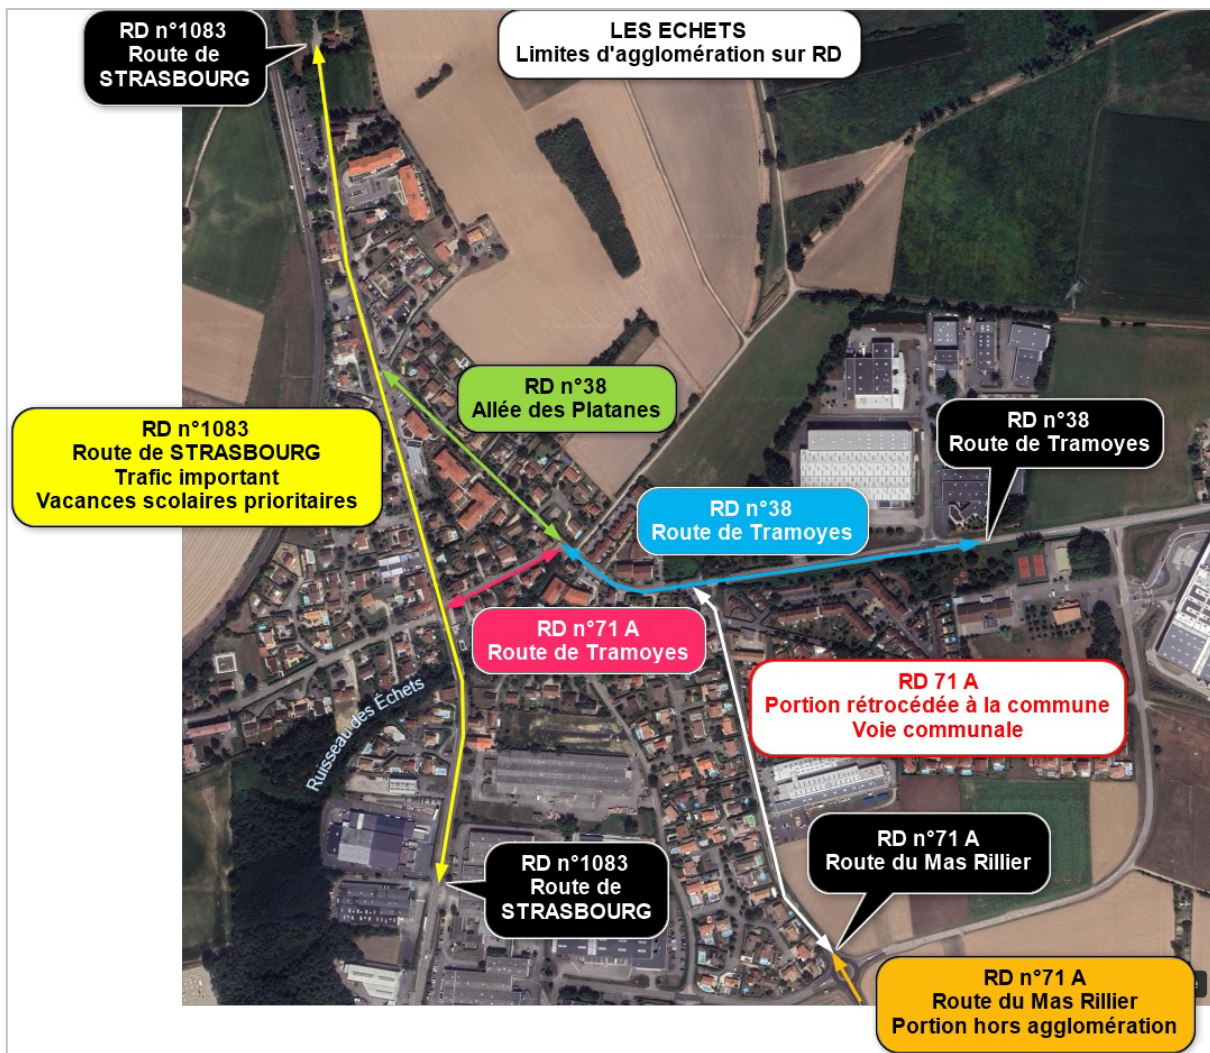 RD n°1083
Route de
STRASBOURG
LES ECHETS
Limites d'agglomération sur RD
RD n°38
Allée des Platanes
RD n°38
Route de Tramoyes
RD n°1083
Route de STRASBOURG
Trafic important
Vacances scolaires prioritaires
RD n°38
Route de Tramoyes
RD n°71 A
Route de Tramoyes
RD 71 A
Portion rétrocédée à la commune
Voie communale
Ruisseau des Échets
RD n°71 A
Route du Mas Rillier
RD n°1083
Route de
STRASBOURG
RD n°71 A
Route du Mas Rillier
Portion hors agglomération